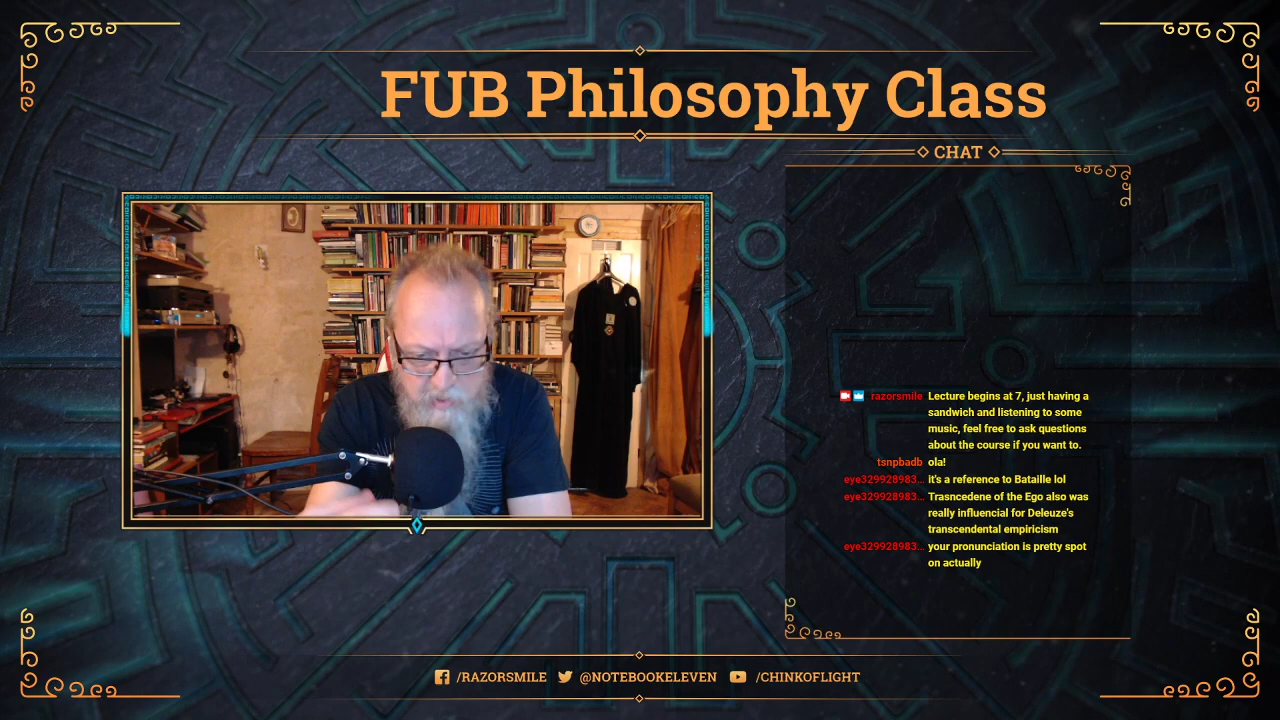 FUB Philosophy Class
CHAT
razorsmile Lecture begins at 7, just having a
sandwich and listening to some
music, feel free to ask questions
about the course if you want to.
tsnpbadb ola!
eye329928983... it's a reference to Bataille lol
eye329928983... Trasncedene of the Ego also was
really influencial for Deleuze's
transcendental empiricism
eye329928983... your pronunciation is pretty spot
on actually
/RAZORSMILE @NOTEBOOKELEVEN /CHINKOFLIGHT